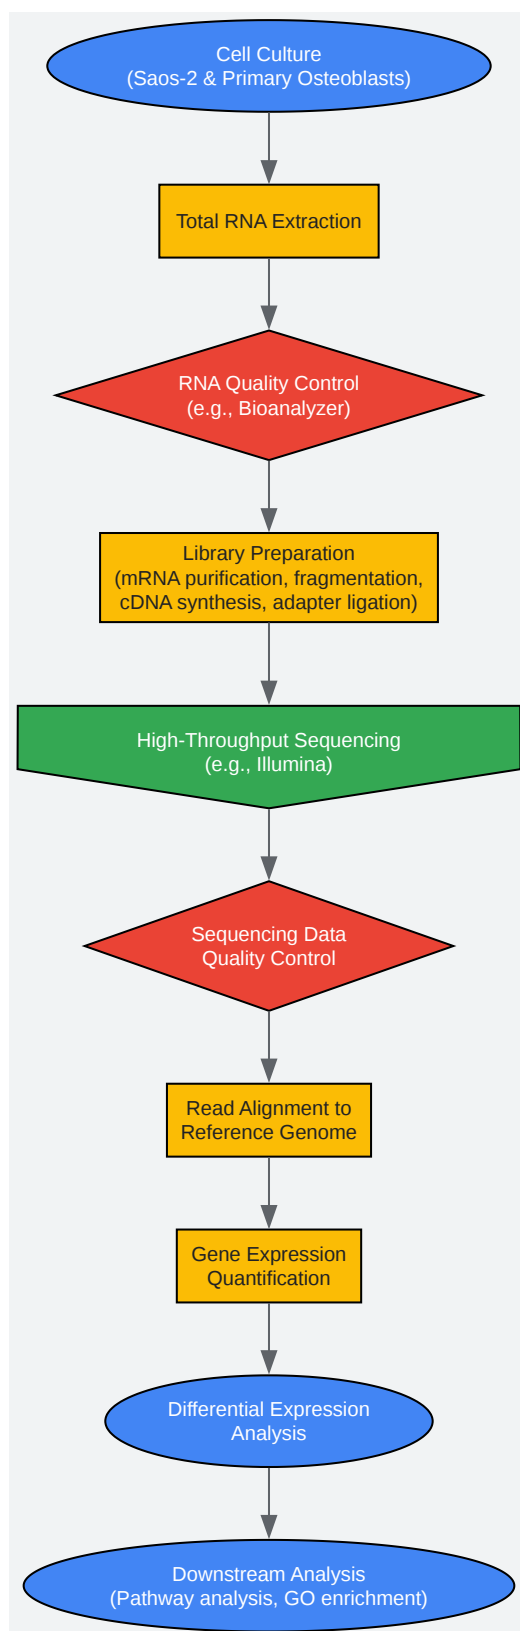 Cell Culture
(Saos-2 & Primary Osteoblasts)
Total RNA Extraction
RNA Quality Control
(e.g., Bioanalyzer)
Library Preparation
(mRNA purification, fragmentation,
cDNA synthesis, adapter ligation)
High-Throughput Sequencing
(e.g., Illumina)
Sequencing Data
Quality Control
Read Alignment to
Reference Genome
Gene Expression
Quantification
Differential Expression
Analysis
Downstream Analysis
(Pathway analysis, GO enrichment)